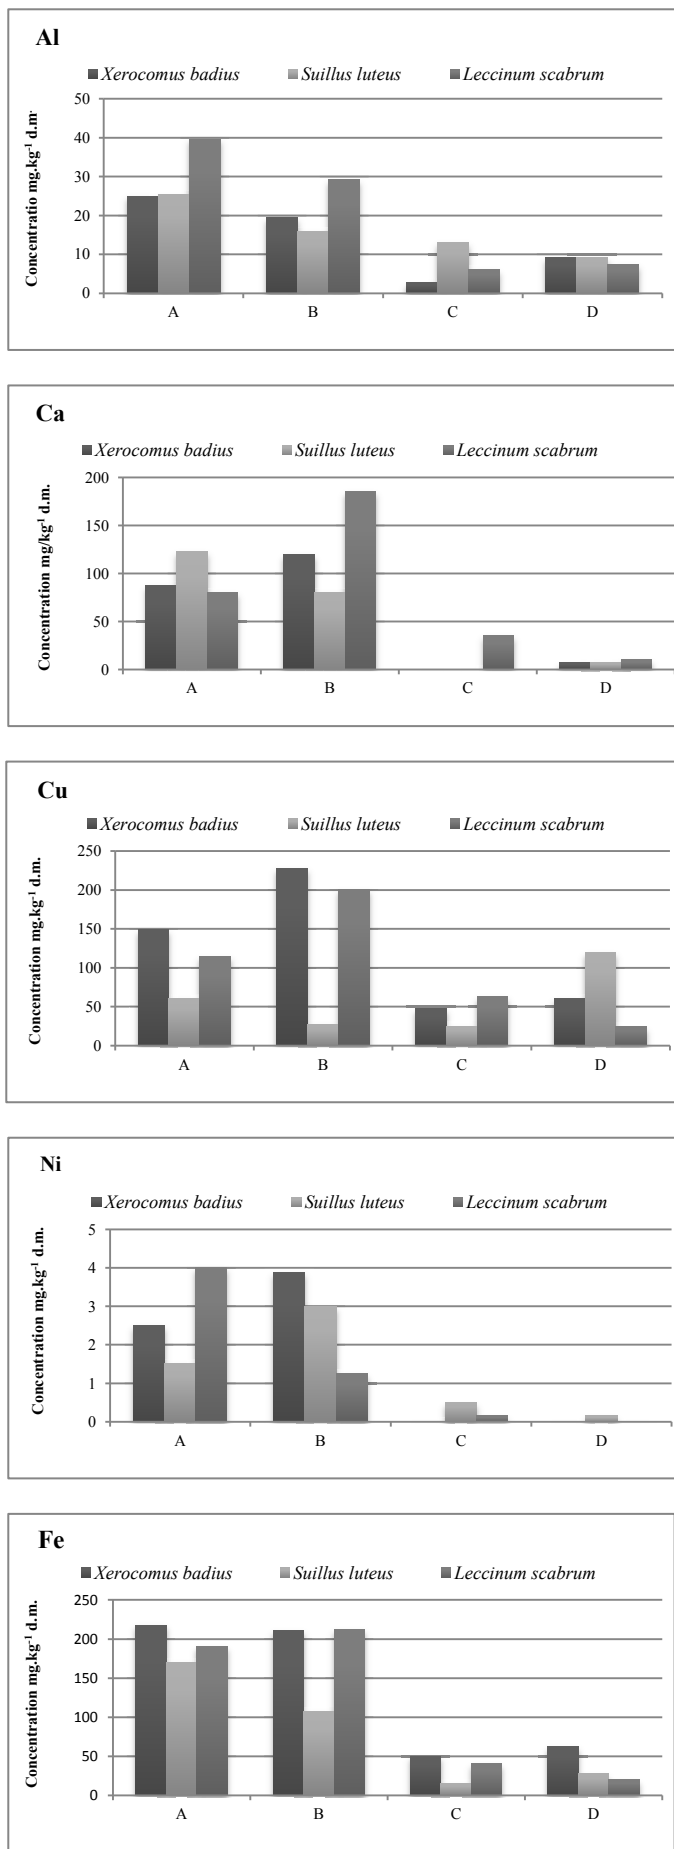 Al
Xerocomus badius Suillus luteus Leccinum scabrum
Concentratio mg.kg⁻¹ d.m.
50
40
30
20
10
0
A B C D
Ca
Xerocomus badius Suillus luteus Leccinum scabrum
Concentration mg/kg⁻¹ d.m.
200
150
100
50
0
A B C D
Cu
Xerocomus badius Suillus luteus Leccinum scabrum
Concentration mg.kg⁻¹ d.m.
250
200
150
100
50
0
A B C D
Ni
Xerocomus badius Suillus luteus Leccinum scabrum
Concentration mg.kg⁻¹ d.m.
5
4
3
2
1
0
A B C D
Fe
Xerocomus badius Suillus luteus Leccinum scabrum
Concentration mg.kg⁻¹ d.m.
250
200
150
100
50
0
A B C D